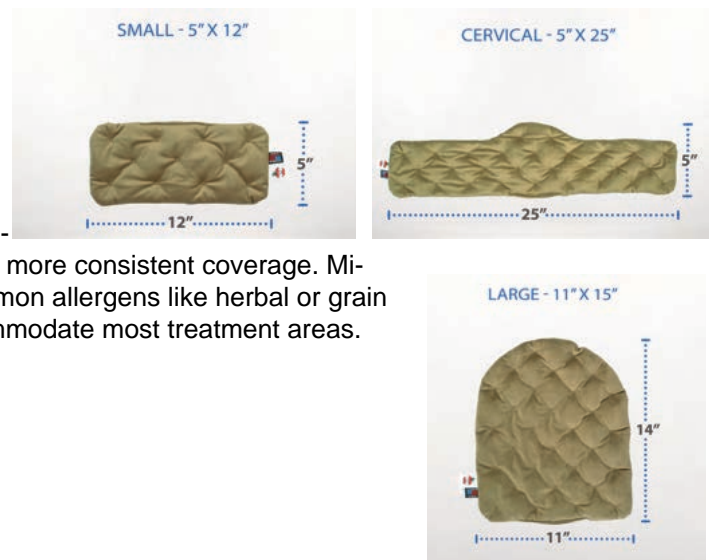 SMALL - 5" X 12"
5"
12"
CERVICAL - 5" X 25"
5"
25"
-
more consistent coverage. Mi-
mon allergens like herbal or grain
mmodate most treatment areas.
LARGE - 11" X 15"
14"
11"